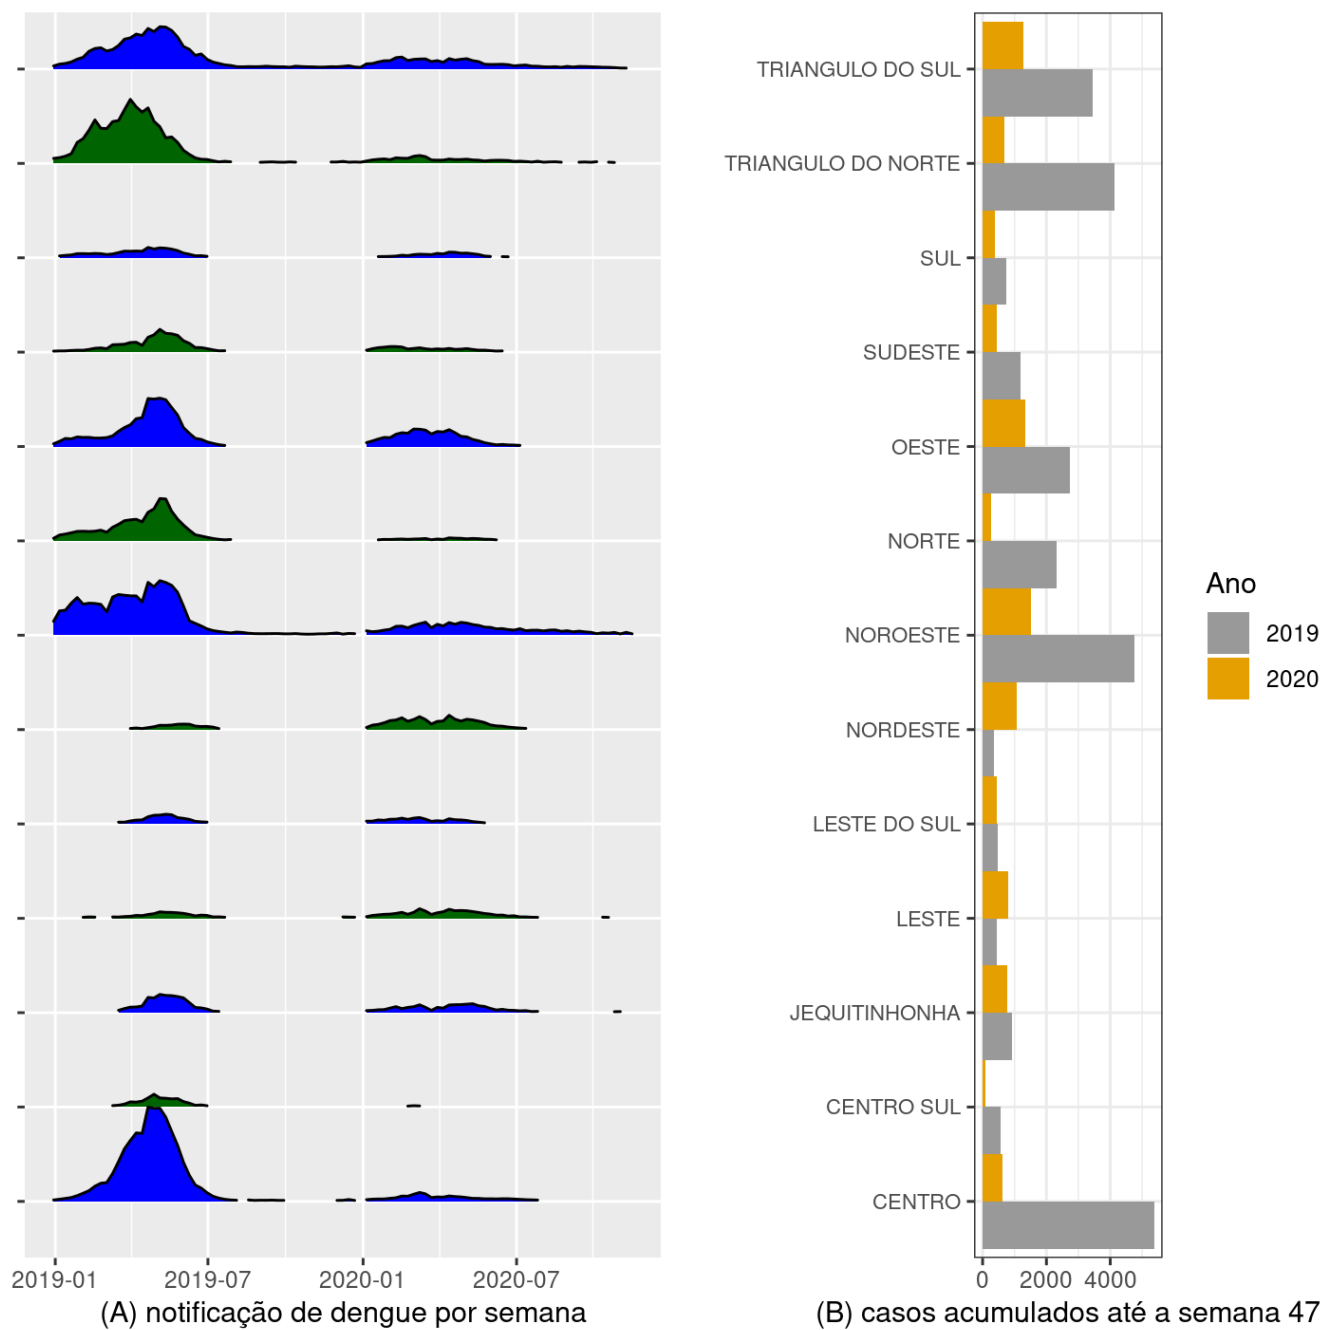 TRIANGULO DO SUL
TRIANGULO DO NORTE
SUL
SUDESTE
OESTE
NORTE
NOROESTE
NORDESTE
LESTE DO SUL
LESTE
JEQUITINHONHA
CENTRO SUL
CENTRO
Ano
2019
2020
2019-01 2019-07 2020-01 2020-07
(A) notificação de dengue por semana
0 2000 4000
(B) casos acumulados até a semana 47